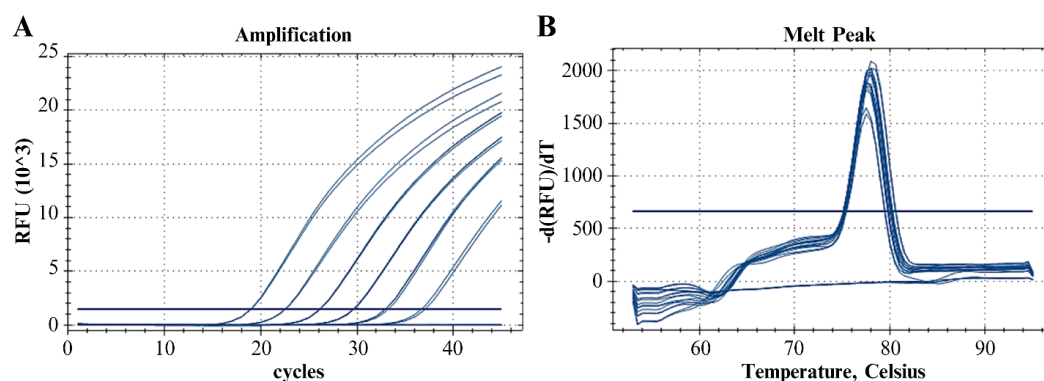 A
Amplification
25
20
15
10
5
0
RFU (10^3)
0
10
20
30
40
cycles
B
Melt Peak
2000
1500
1000
500
0
-d(RFU)/dT
60
70
80
90
Temperature, Celsius